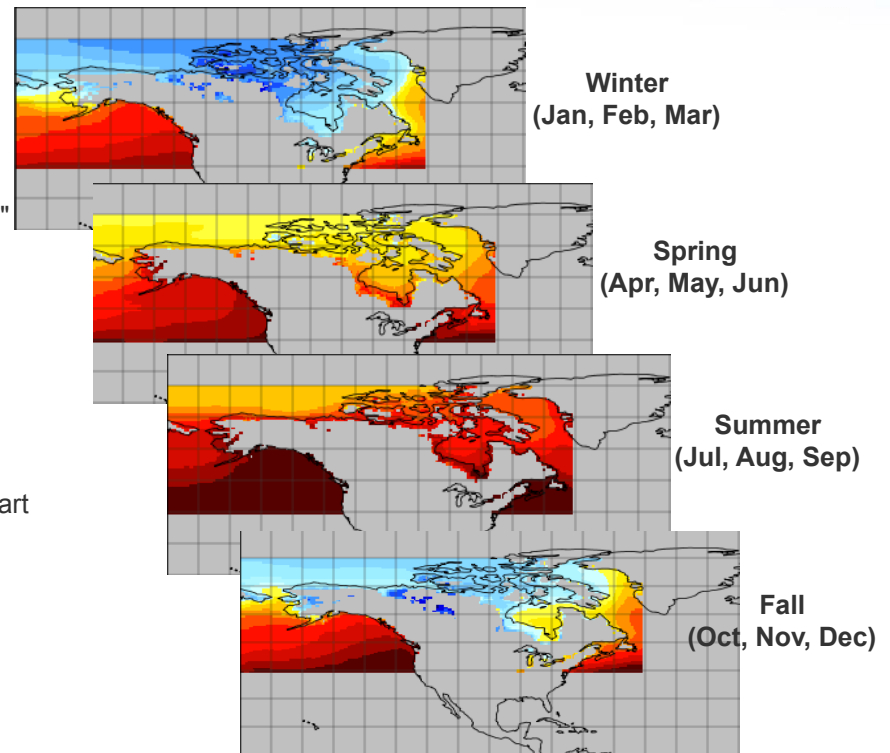 Winter
(Jan, Feb, Mar)
"
Spring
(Apr, May, Jun)
Summer
(Jul, Aug, Sep)
art
Fall
(Oct, Nov, Dec)